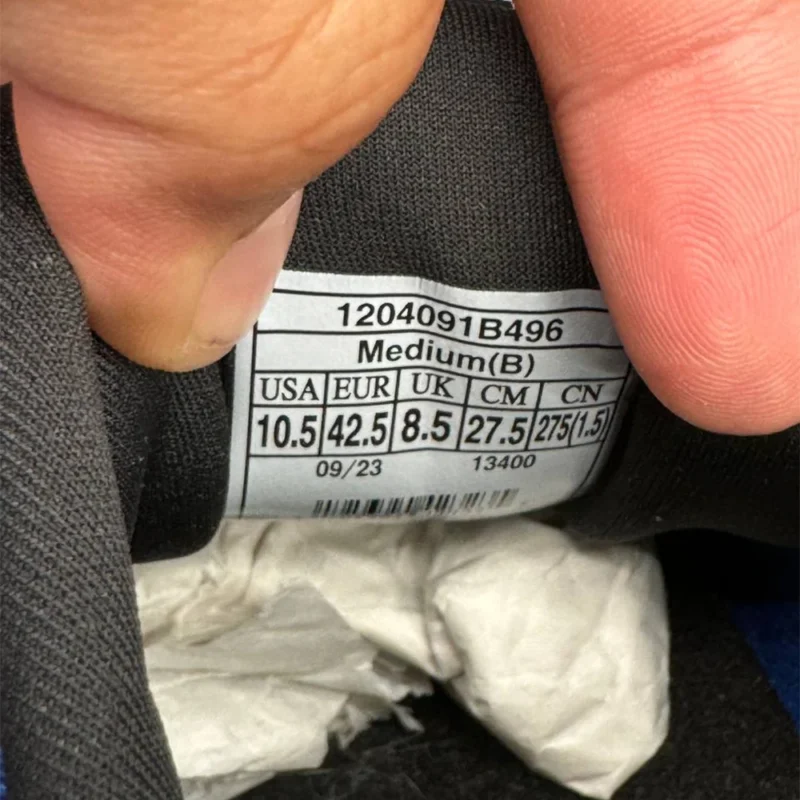 1204091B496
Medium(B)
USA EUR UK CM CN
10.5 42.5 8.5 27.5 275(1.5)
09/23 13400